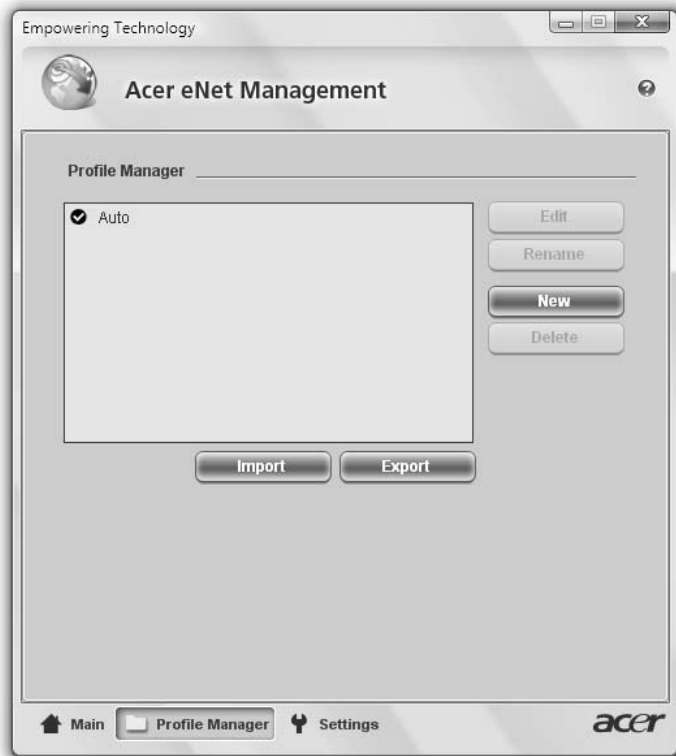 Empowering Technology
Acer eNet Management
Profile Manager
Auto
Edit
Rename
New
Delete
Import
Export
Main
Profile Manager
Settings
acer